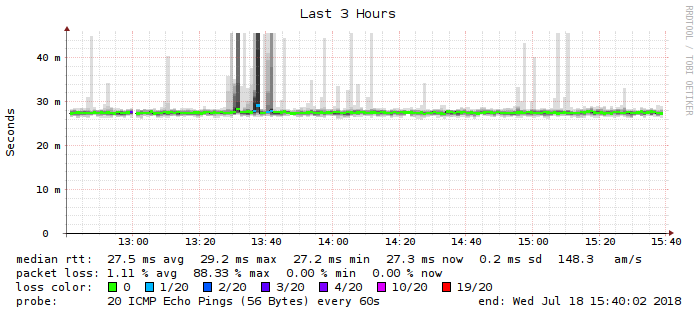 Last 3 Hours
RRDTOOL / TOBI OETIKER
Seconds
40 m
30 m
20 m
10 m
0
13:00 13:20 13:40 14:00 14:20 14:40 15:00 15:20 15:40
median rtt: 27.5 ms avg 29.2 ms max 27.2 ms min 27.3 ms now 0.2 ms sd 148.3 am/s
packet loss: 1.11 % avg 88.33 % max 0.00 % min 0.00 % now
loss color: 0 1/20 2/20 3/20 4/20 10/20 19/20
probe: 20 ICMP Echo Pings (56 Bytes) every 60s end: Wed Jul 18 15:40:02 2018